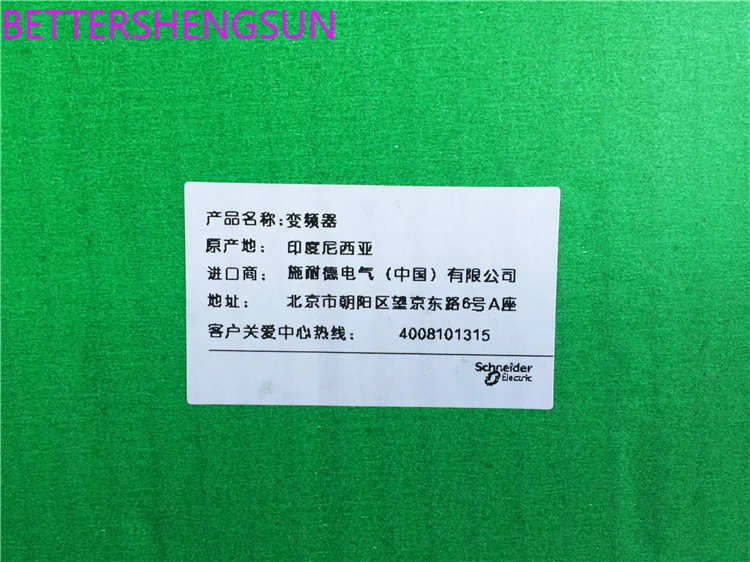 BETTERSHENGSUN
产品名称:变频器
原产地: 印度尼西亚
进口商: 施耐德电气(中国)有限公司
地址: 北京市朝阳区望京东路6号A座
客户关爱中心热线: 4008101315
Schneider
Electric